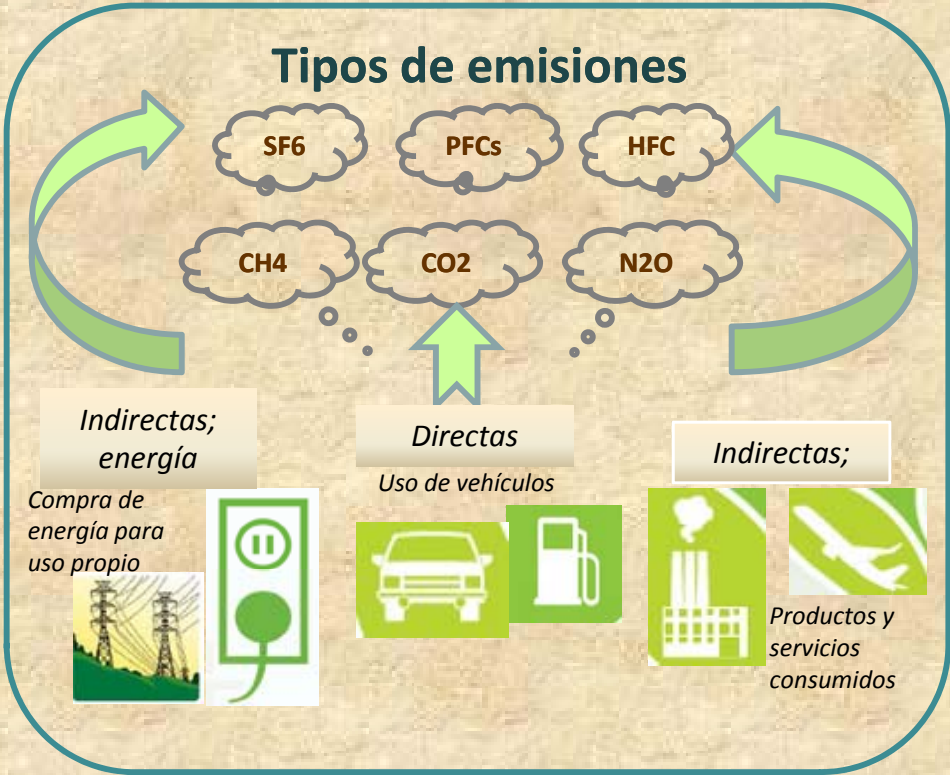 Tipos de emisiones
SF6
PFCs
HFC
CH4
CO2
N2O
Indirectas;
energía
Compra de
energía para
uso propio
Directas
Uso de vehículos
Indirectas;
Productos y
servicios
consumidos